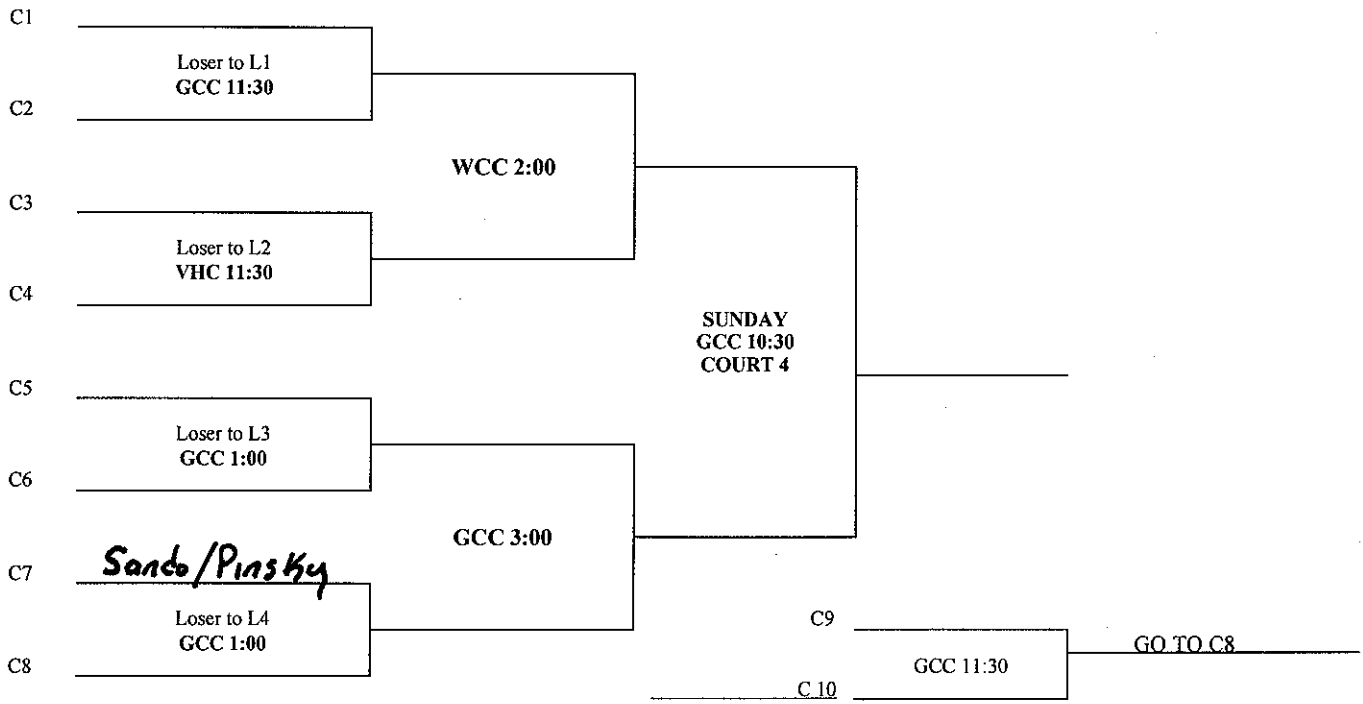 C1
Loser to L1
GCC 11:30
C2
WCC 2:00
C3
Loser to L2
VHC 11:30
C4
SUNDAY
GCC 10:30
COURT 4
C5
Loser to L3
GCC 1:00
C6
GCC 3:00
C7 Sando/Pinsky
Loser to L4
GCC 1:00
C8
C9
GO TO C8
GCC 11:30
C 10